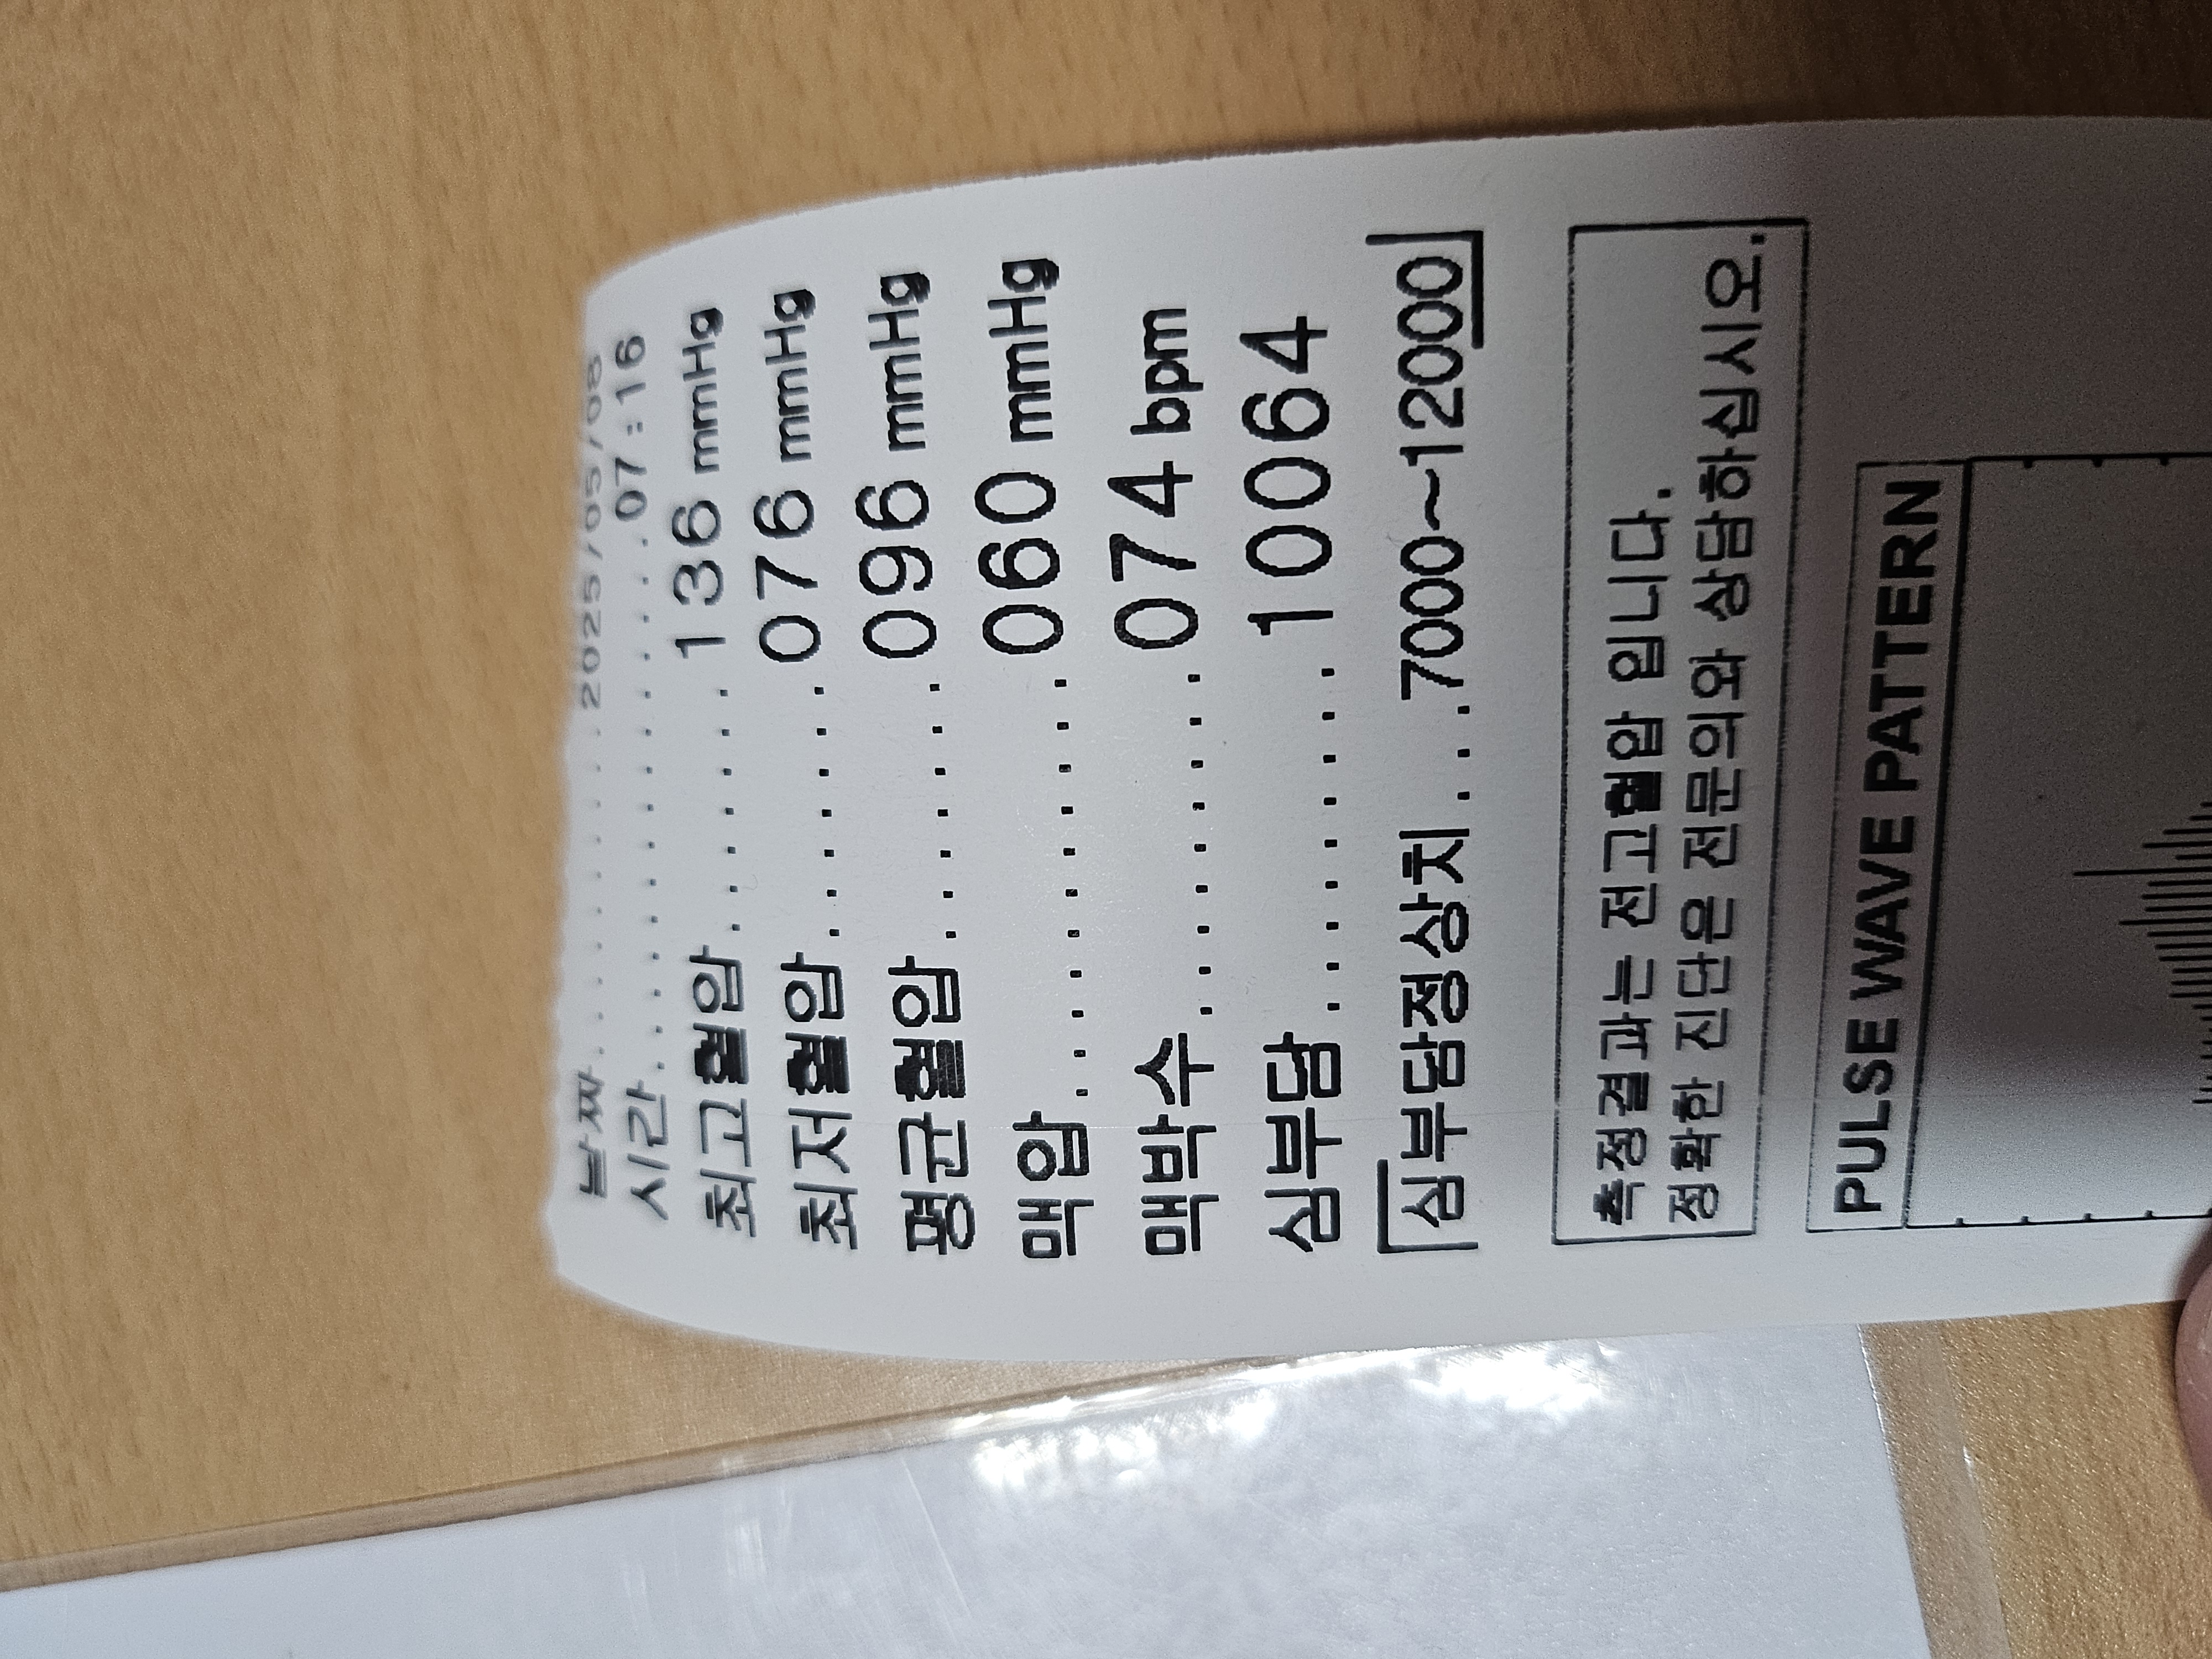 날짜.............2025/05/08
시간................07:16
최고혈압........136 mmHg
최저혈압........076 mmHg
평균혈압.......096 mmHg
맥압...........060 mmHg
맥박수.........074 bpm
심부담.........10064
심부담정상치...7000~12000
측정결과는 전고혈압 입니다.
정확한 진단은 전문의와 상담하십시오.
PULSE WAVE PATTERN